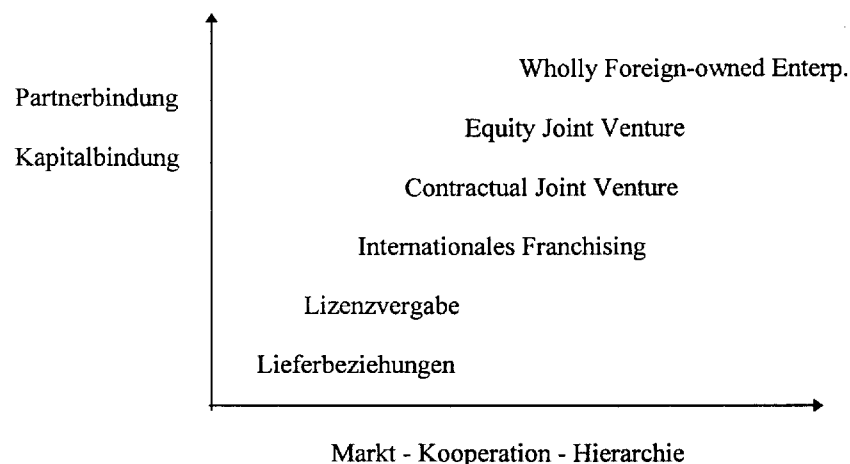 Wholly Foreign-owned Enterp.
Partnerbindung
Equity Joint Venture
Kapitalbindung
Contractual Joint Venture
Internationales Franchising
Lizenzvergabe
Lieferbeziehungen
Markt - Kooperation - Hierarchie